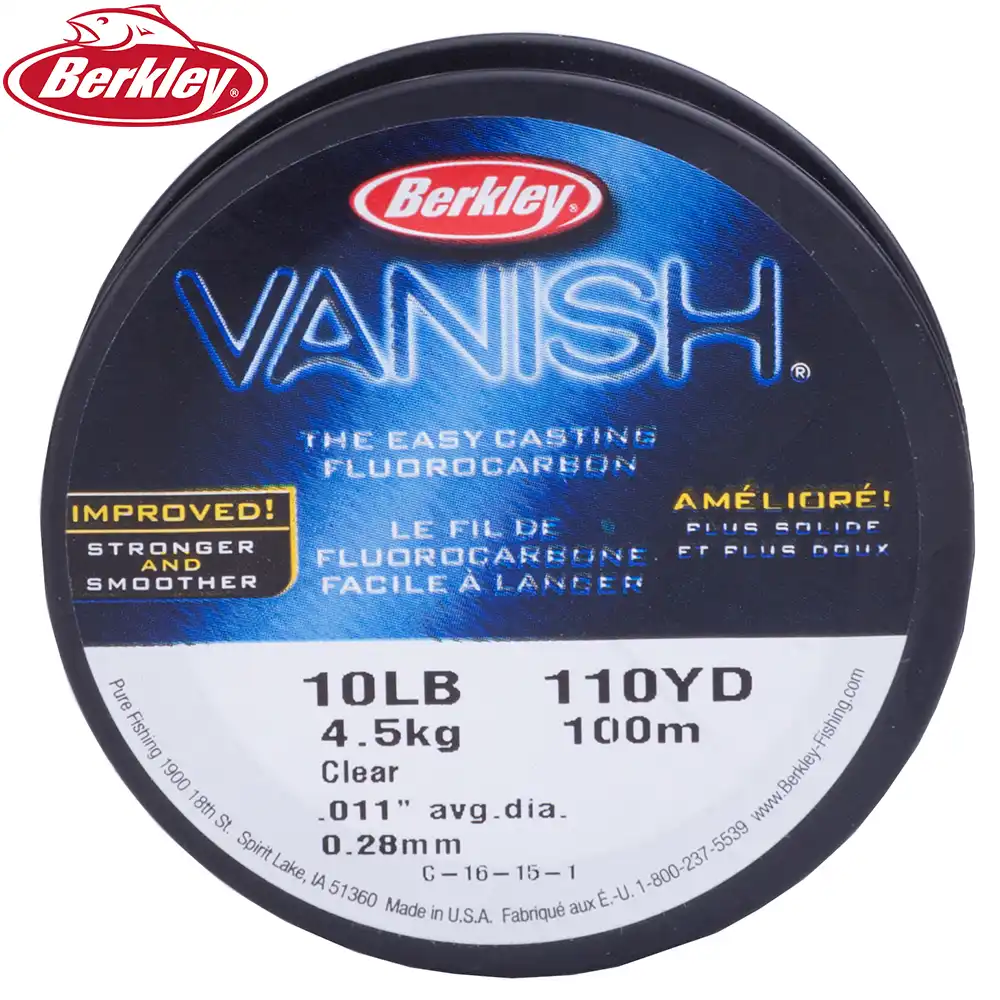 Berkley®
Berkley®
VANISH®
THE EASY CASTING
FLUOROCARBON
IMPROVED!
STRONGER
AND
SMOOTHER
LE FIL DE
FLUOROCARBONE
FACILE À LANCER
AMÉLIORÉ!
PLUS SOLIDE
ET PLUS DOUX
10LB 110YD
4.5kg 100m
Clear
.011" avg.dia.
0.28mm
C-16-15-1
Pure Fishing 1900 18th St. Spirit Lake, IA 51360 Made in U.S.A. Fabriqué aux É.-U. 1-800-237-5539 www.Berkley-Fishing.com